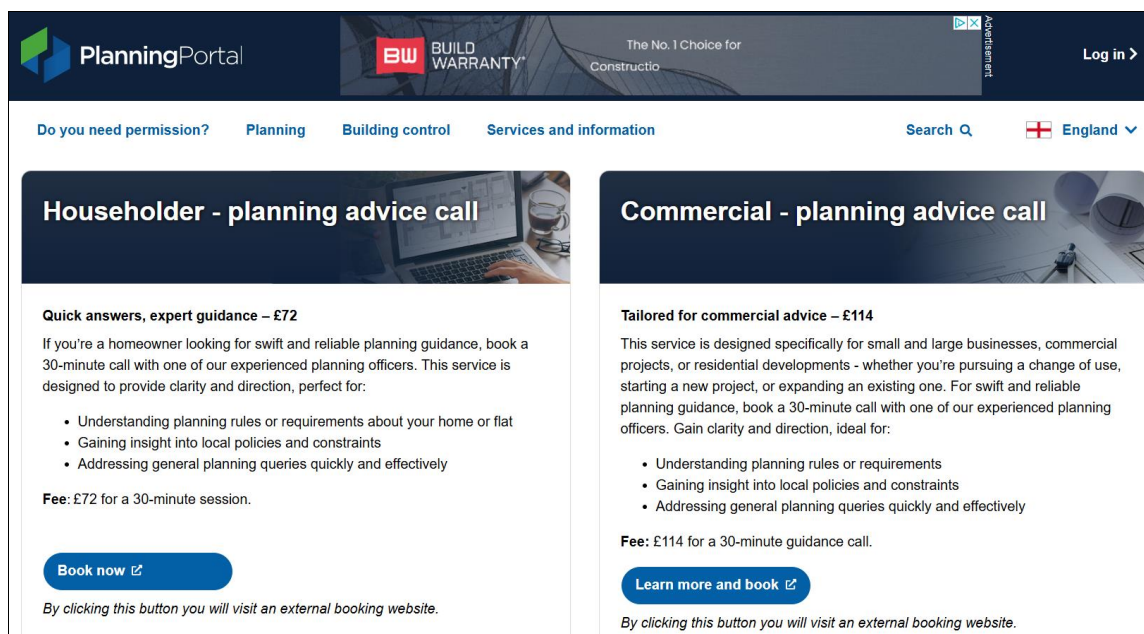 PlanningPortal
BW BUILD
WARRANTY
The No. 1 Choice for
Constructio
Advertisement
Log in
Do you need permission? Planning Building control Services and information Search England
Householder - planning advice call
Quick answers, expert guidance – £72
If you're a homeowner looking for swift and reliable planning guidance, book a
30-minute call with one of our experienced planning officers. This service is
designed to provide clarity and direction, perfect for:
• Understanding planning rules or requirements about your home or flat
• Gaining insight into local policies and constraints
• Addressing general planning queries quickly and effectively
Fee: £72 for a 30-minute session.
Book now
By clicking this button you will visit an external booking website.
Commercial - planning advice call
Tailored for commercial advice – £114
This service is designed specifically for small and large businesses, commercial
projects, or residential developments - whether you're pursuing a change of use,
starting a new project, or expanding an existing one. For swift and reliable
planning guidance, book a 30-minute call with one of our experienced planning
officers. Gain clarity and direction, ideal for:
• Understanding planning rules or requirements
• Gaining insight into local policies and constraints
• Addressing general planning queries quickly and effectively
Fee: £114 for a 30-minute guidance call.
Learn more and book
By clicking this button you will visit an external booking website.